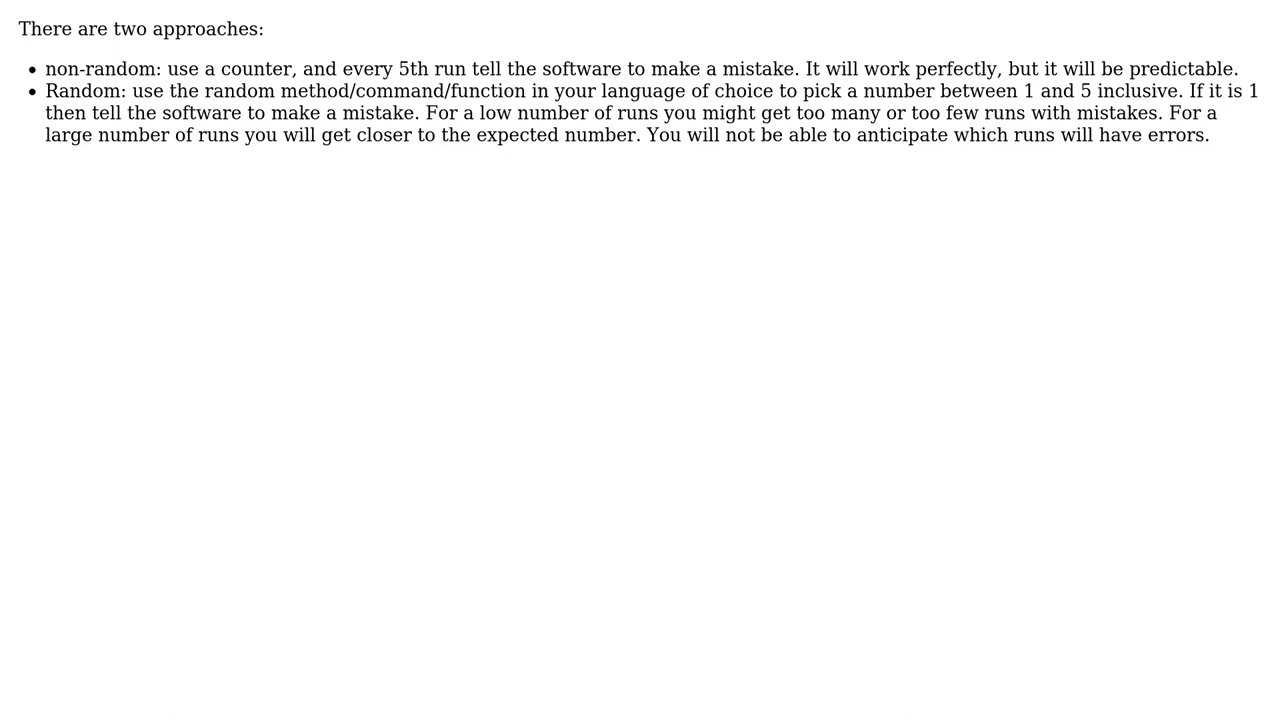 There are two approaches:
• non-random: use a counter, and every 5th run tell the software to make a mistake. It will work perfectly, but it will be predictable.
• Random: use the random method/command/function in your language of choice to pick a number between 1 and 5 inclusive. If it is 1
then tell the software to make a mistake. For a low number of runs you might get too many or too few runs with mistakes. For a
large number of runs you will get closer to the expected number. You will not be able to anticipate which runs will have errors.